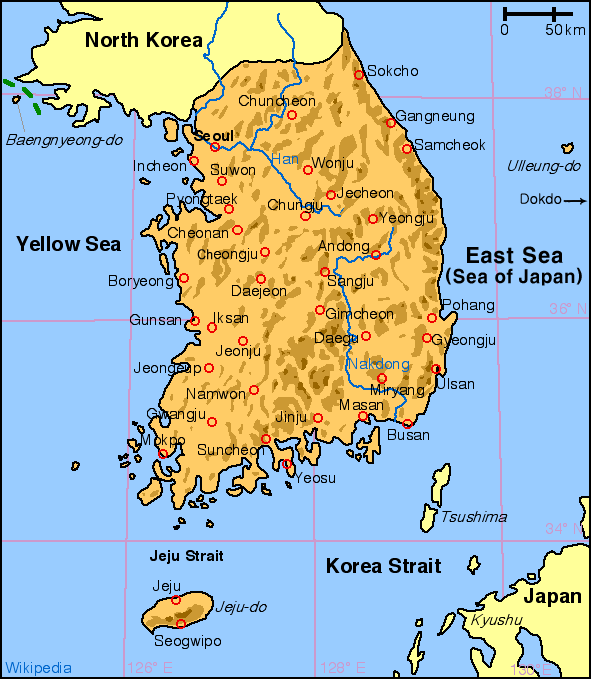 0 50km
North Korea
Sokcho
38° N
Chuncheon
Gangneung
Baengnyeong-do
Seoul
Samcheok
Han
Incheon
Suwon
Wonju
Ulleung-do
Pyongtaek
Jecheon
Dokdo
Chungju
Yeongju
Cheonan
Yellow Sea
Andong
East Sea
(Sea of Japan)
Cheongju
Boryeong
Daejeon
Sangju
Pohang
36° N
Gunsan
Iksan
Gimcheon
Daegu
Gyeongju
Jeonju
Jeongeup
Nakdong
Ulsan
Namwon
Miryang
Gwangju
Jinju
Masan
Busan
Mokpo
Suncheon
Yeosu
Tsushima
34° N
Jeju Strait
Korea Strait
Jeju
Jeju-do
Japan
Kyushu
Seogwipo
Wikipedia
126° E
128° E
130° E